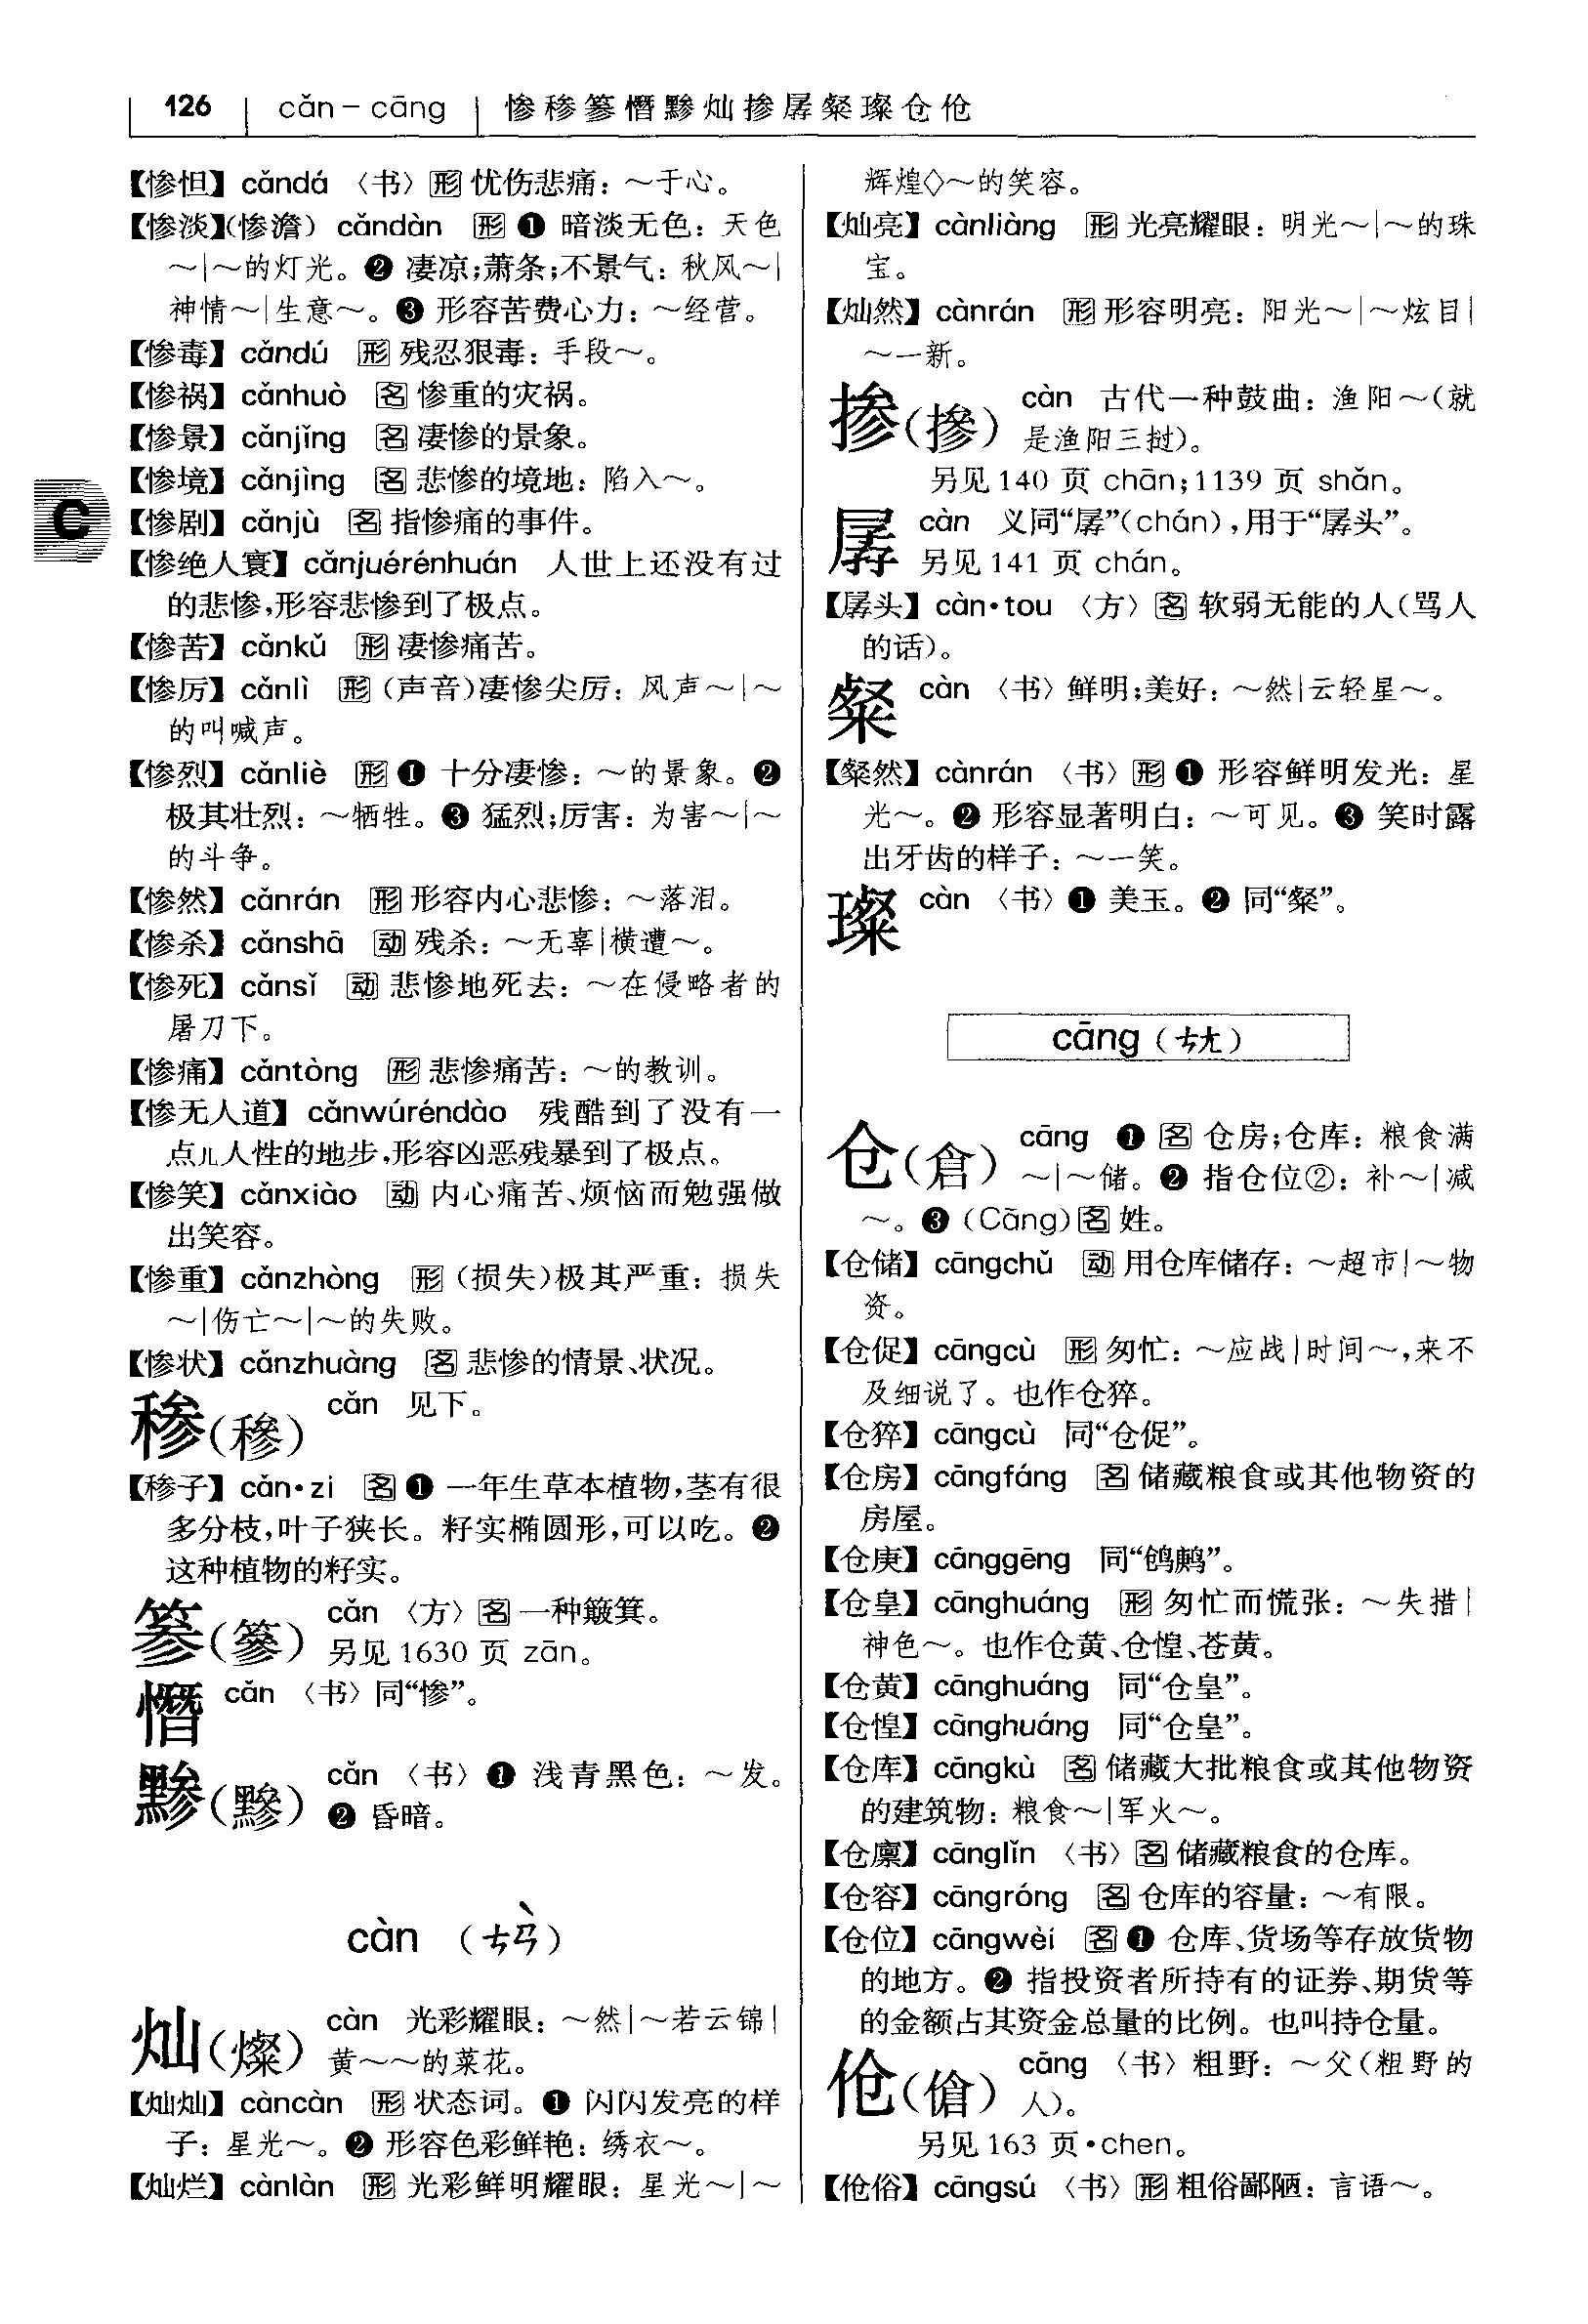 126 cǎn－cāng 惨穇篸憯黪灿掺孱粲璨仓伧
C
【惨怛】cǎndá 〈书〉形 忧伤悲痛：～于心。
【惨淡】（惨澹）cǎndàn 形 ❶ 暗淡无色：天色
～|～的灯光。❷ 凄凉;萧条;不景气：秋风～|
神情～|生意～。❸ 形容苦费心力：～经营。
【惨毒】cǎndú 形 残忍狠毒：手段～。
【惨祸】cǎnhuò 名 惨重的灾祸。
【惨景】cǎnjǐng 名 凄惨的景象。
【惨境】cǎnjìng 名 悲惨的境地：陷入～。
【惨剧】cǎnjù 名 指惨痛的事件。
【惨绝人寰】cǎnjuérénhuán 人世上还没有过
的悲惨,形容悲惨到了极点。
【惨苦】cǎnkǔ 形 凄惨痛苦。
【惨厉】cǎnlì 形（声音）凄惨尖厉：风声～|～
的叫喊声。
【惨烈】cǎnliè 形 ❶ 十分凄惨：～的景象。❷
极其壮烈：～牺牲。❸ 猛烈;厉害：为害～|～
的斗争。
【惨然】cǎnrán 形 形容内心悲惨：～落泪。
【惨杀】cǎnshā 动 残杀：～无辜|横遭～。
【惨死】cǎnsǐ 动 悲惨地死去：～在侵略者的
屠刀下。
【惨痛】cǎntòng 形 悲惨痛苦：～的教训。
【惨无人道】cǎnwúréndào 残酷到了没有一
点儿人性的地步,形容凶恶残暴到了极点。
【惨笑】cǎnxiào 动 内心痛苦、烦恼而勉强做
出笑容。
【惨重】cǎnzhòng 形（损失）极其严重：损失
～|伤亡～|～的失败。
【惨状】cǎnzhuàng 名 悲惨的情景、状况。
䅟（穇） cǎn 见下。
【䅟子】cǎn·zi 名 ❶ 一年生草本植物,茎有很
多分枝,叶子狭长。籽实椭圆形,可以吃。❷
这种植物的籽实。
篸（篸） cǎn 〈方〉名 一种簸箕。
另见1630 页 zān。
憯 cǎn 〈书〉同“惨”。
黪（黲） cǎn 〈书〉❶ 浅青黑色：～发。
❷ 昏暗。
càn （ㄘㄢˋ）
灿（燦） càn 光彩耀眼：～然|～若云锦|
黄～～的菜花。
【灿灿】càncàn 形 状态词。❶ 闪闪发亮的样
子：星光～。❷ 形容色彩鲜艳：绣衣～。
【灿烂】cànlàn 形 光彩鲜明耀眼：星光～|～
辉煌◇～的笑容。
【灿亮】cànliàng 形 光亮耀眼：明光～|～的珠
宝。
【灿然】cànrán 形 形容明亮：阳光～|～炫目|
～一新。
掺（摻） càn 古代一种鼓曲：渔阳～（就
是渔阳三挝）。
另见140 页 chān;1139 页 shǎn。
孱 càn 义同“孱”（chán）,用于“孱头”。
另见141 页 chán。
【孱头】càn·tou 〈方〉名 软弱无能的人（骂人
的话）。
粲 càn 〈书〉鲜明;美好：～然|云轻星～。
【粲然】cànrán 〈书〉形 ❶ 形容鲜明发光：星
光～。❷ 形容显著明白：～可见。❸ 笑时露
出牙齿的样子：～一笑。
璨 càn 〈书〉❶ 美玉。❷ 同“粲”。
cāng（ㄘㄤ）
仓（倉） cāng ❶ 名 仓房;仓库：粮食满
～|～储。❷ 指仓位②：补～|减
～。❸（Cāng）名 姓。
【仓储】cāngchǔ 动 用仓库储存：～超市|～物
资。
【仓促】cāngcù 形 匆忙：～应战|时间～,来不
及细说了。也作仓猝。
【仓猝】cāngcù 同“仓促”。
【仓房】cāngfáng 名 储藏粮食或其他物资的
房屋。
【仓庚】cānggēng 同“鸧鹒”。
【仓皇】cānghuáng 形 匆忙而慌张：～失措|
神色～。也作仓黄、仓惶、苍黄。
【仓黄】cānghuáng 同“仓皇”。
【仓惶】cānghuáng 同“仓皇”。
【仓库】cāngkù 名 储藏大批粮食或其他物资
的建筑物：粮食～|军火～。
【仓廪】cānglǐn 〈书〉名 储藏粮食的仓库。
【仓容】cāngróng 名 仓库的容量：～有限。
【仓位】cāngwèi 名 ❶ 仓库、货场等存放货物
的地方。❷ 指投资者所持有的证券、期货等
的金额占其资金总量的比例。也叫持仓量。
伧（傖） cāng 〈书〉粗野：～父（粗野的
人）。
另见163 页 ·chen。
【伧俗】cāngsú 〈书〉形 粗俗鄙陋：言语～。